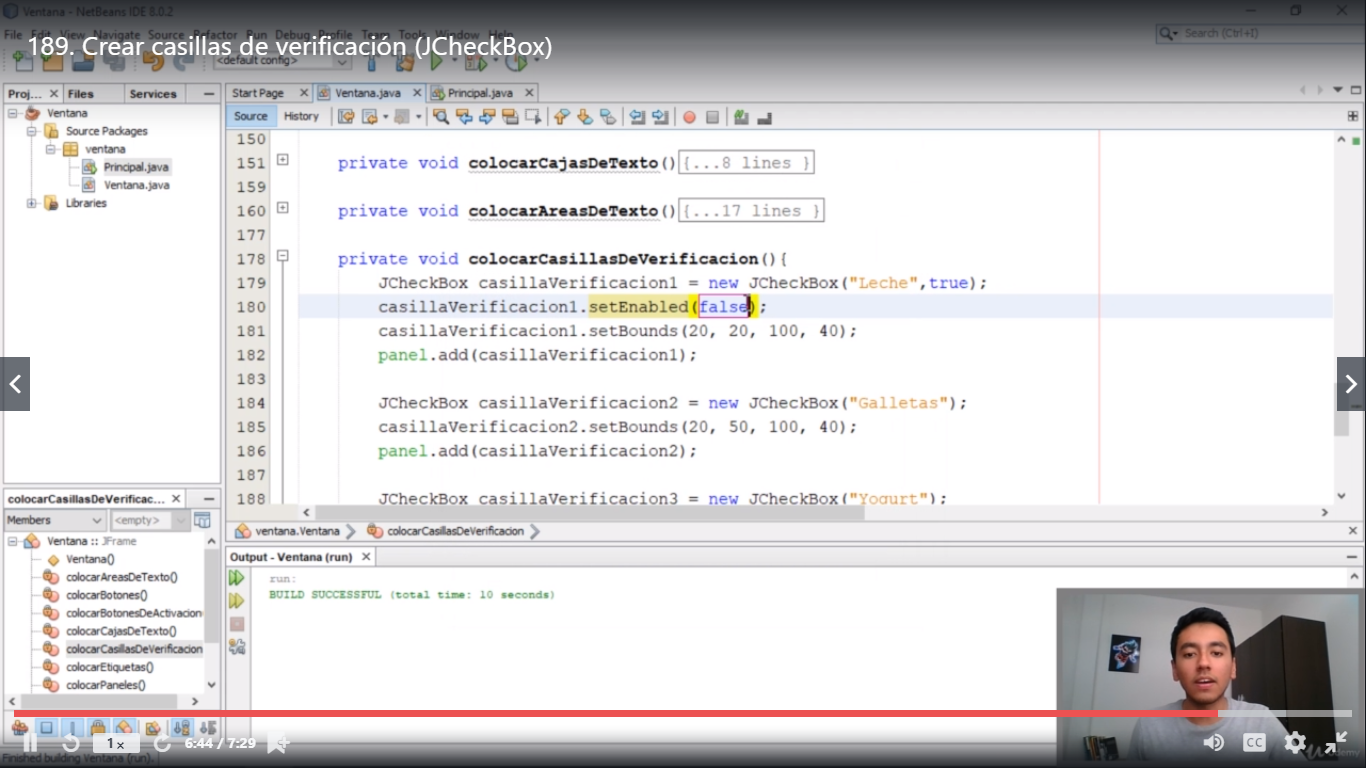 Ventana - NetBeans IDE 8.0.2
File Edit View Navigate Source Refactor Run Debug Profile Team Tools Window Help
Search (Ctrl+I)
189. Crear casillas de verificación (JCheckBox)
<default config>
Proj... Files Services
Start Page Ventana.java Principal.java
Source History
Ventana
Source Packages
ventana
Principal.java
Ventana.java
Libraries
150
151 private void colocarCajasDeTexto(){...8 lines }
159
160 private void colocarAreasDeTexto(){...17 lines }
177
178 private void colocarCasillasDeVerificacion(){
179 JCheckBox casillaVerificacion1 = new JCheckBox("Leche",true);
180 casillaVerificacion1.setEnabled(false);
181 casillaVerificacion1.setBounds(20, 20, 100, 40);
182 panel.add(casillaVerificacion1);
183
184 JCheckBox casillaVerificacion2 = new JCheckBox("Galletas");
185 casillaVerificacion2.setBounds(20, 50, 100, 40);
186 panel.add(casillaVerificacion2);
187
188 JCheckBox casillaVerificacion3 = new JCheckBox("Yogurt");
ventana.Ventana colocarCasillasDeVerificacion
colocarCasillasDeVerificac...
Members <empty>
Ventana :: JFrame
Ventana()
colocarAreasDeTexto()
colocarBotones()
colocarBotonesDeActivacion
colocarCajasDeTexto()
colocarCasillasDeVerificacion
colocarEtiquetas()
colocarPaneles()
Output - Ventana (run)
run:
BUILD SUCCESSFUL (total time: 10 seconds)
1x 6:44 / 7:29
CC
Finished building Ventana (run).